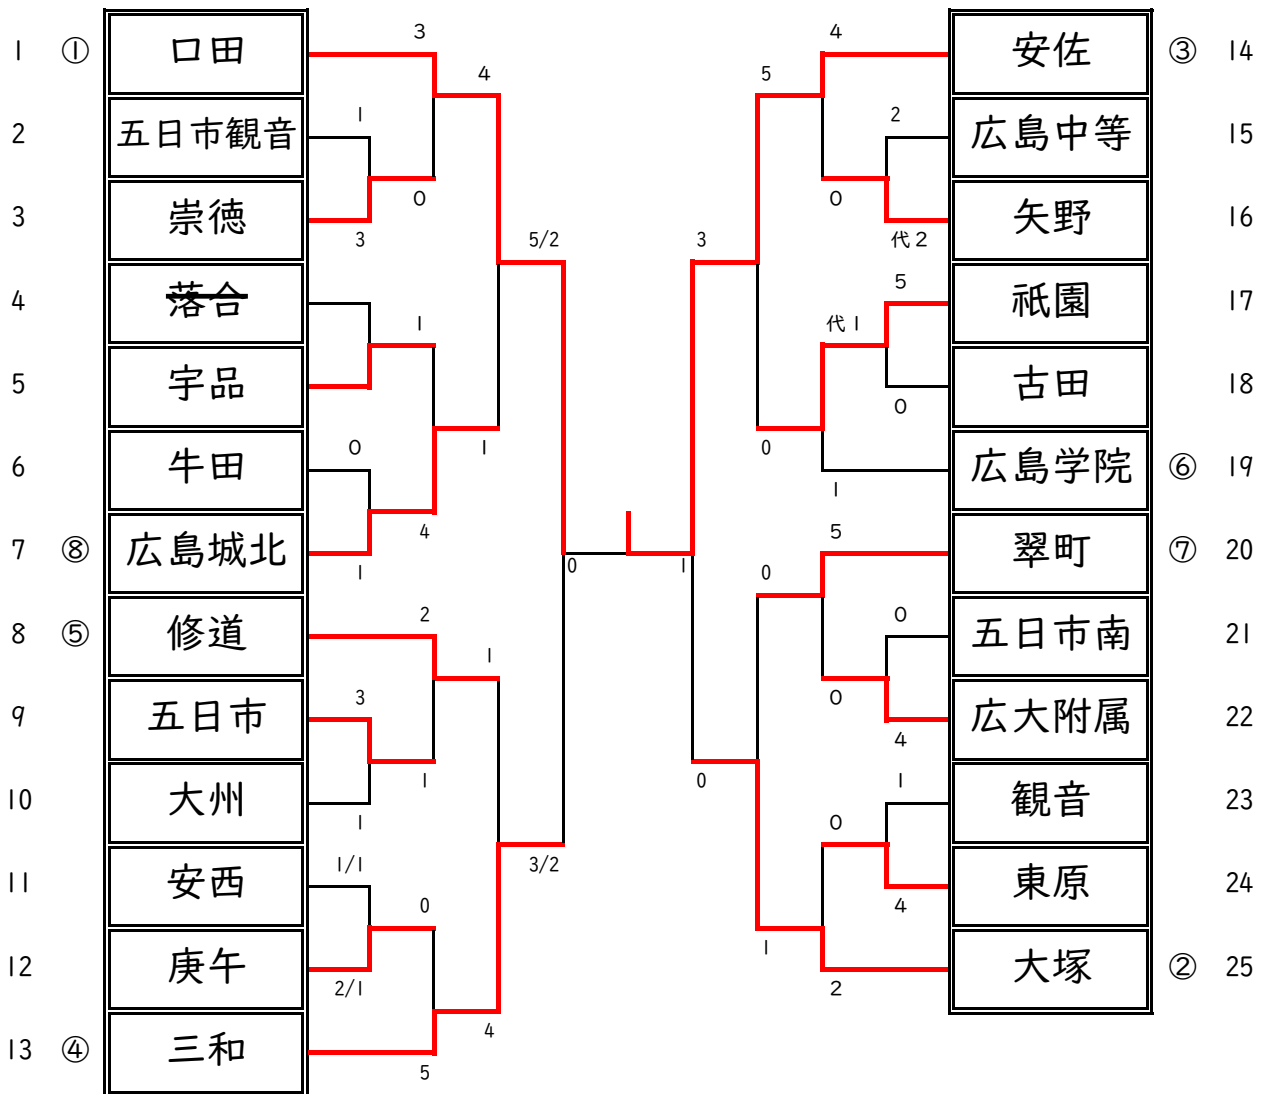 1 ① 口田 3 4 安佐 ③ 14
4 5
2 五日市観音 1 2 広島中等 15
3 崇徳 0 0 矢野 16
3 5/2 3 代2
4 落合 5 祇園 17
1 代1
5 宇品 0 古田 18
6 牛田 0 1 0 広島学院 ⑥ 19
1
7 ⑧ 広島城北 4 5 翠町 ⑦ 20
1 0 1 0
8 ⑤ 修道 2 0 五日市南 21
1
9 五日市 3 0 広大附属 22
4
10 大州 1 0 1 観音 23
1 0
11 安西 1/1 3/2 東原 24
0 4
12 庚午 2/1 1 2 大塚 ② 25
4
13 ④ 三和 5